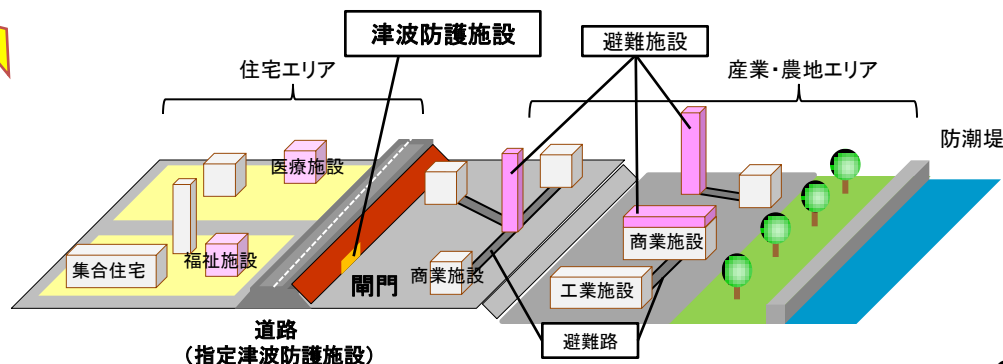 津波防護施設
避難施設
住宅エリア
産業・農地エリア
防潮堤
医療施設
商業施設
福祉施設
集合住宅
閘門
商業施設
工業施設
道路
(指定津波防護施設)
避難路